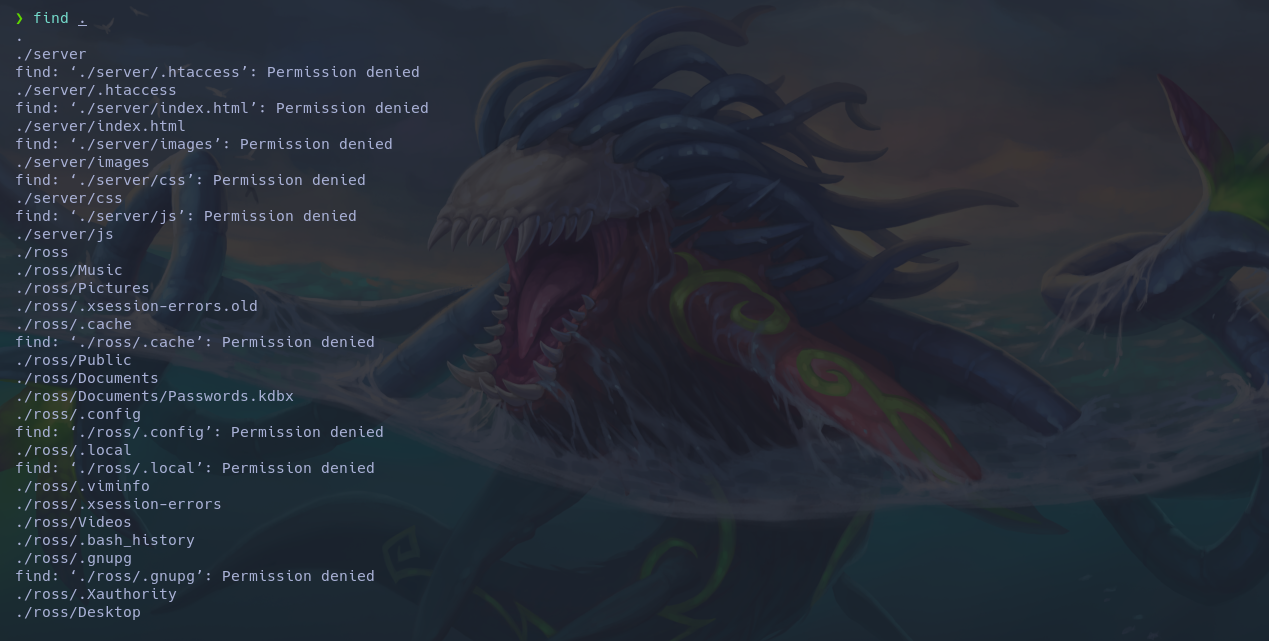 ❯ find .
.
./server
find: ‘./server/.htaccess’: Permission denied
./server/.htaccess
find: ‘./server/index.html’: Permission denied
./server/index.html
find: ‘./server/images’: Permission denied
./server/images
find: ‘./server/css’: Permission denied
./server/css
find: ‘./server/js’: Permission denied
./server/js
./ross
./ross/Music
./ross/Pictures
./ross/.xsession-errors.old
./ross/.cache
find: ‘./ross/.cache’: Permission denied
./ross/Public
./ross/Documents
./ross/Documents/Passwords.kdbx
./ross/.config
find: ‘./ross/.config’: Permission denied
./ross/.local
find: ‘./ross/.local’: Permission denied
./ross/.viminfo
./ross/.xsession-errors
./ross/Videos
./ross/.bash_history
./ross/.gnupg
find: ‘./ross/.gnupg’: Permission denied
./ross/.Xauthority
./ross/Desktop